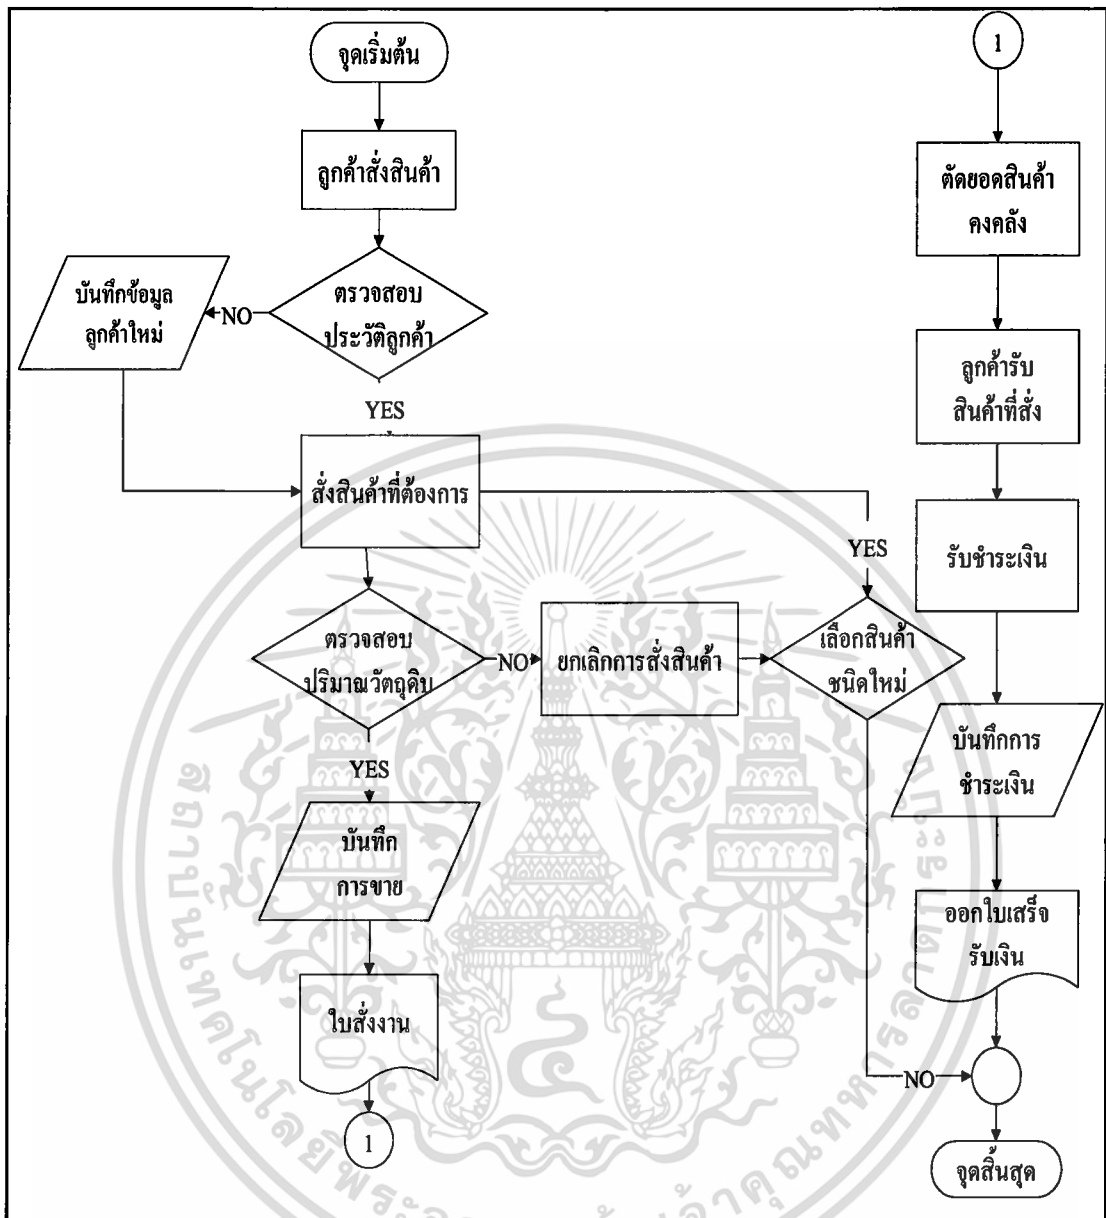 จุดเริ่มต้น
ลูกค้าสั่งสินค้า
ตรวจสอบ
ประวัติลูกค้า
NO
บันทึกข้อมูล
ลูกค้าใหม่
YES
สั่งสินค้าที่ต้องการ
YES
ตรวจสอบ
ปริมาณวัตถุดิบ
NO
ยกเลิกการสั่งสินค้า
เลือกสินค้า
ชนิดใหม่
YES
บันทึก
การขาย
ใบสั่งงาน
1
NO
1
ตัดยอดสินค้า
คงคลัง
ลูกค้ารับ
สินค้าที่สั่ง
รับชำระเงิน
บันทึกการ
ชำระเงิน
ออกใบเสร็จ
รับเงิน
จุดสิ้นสุด